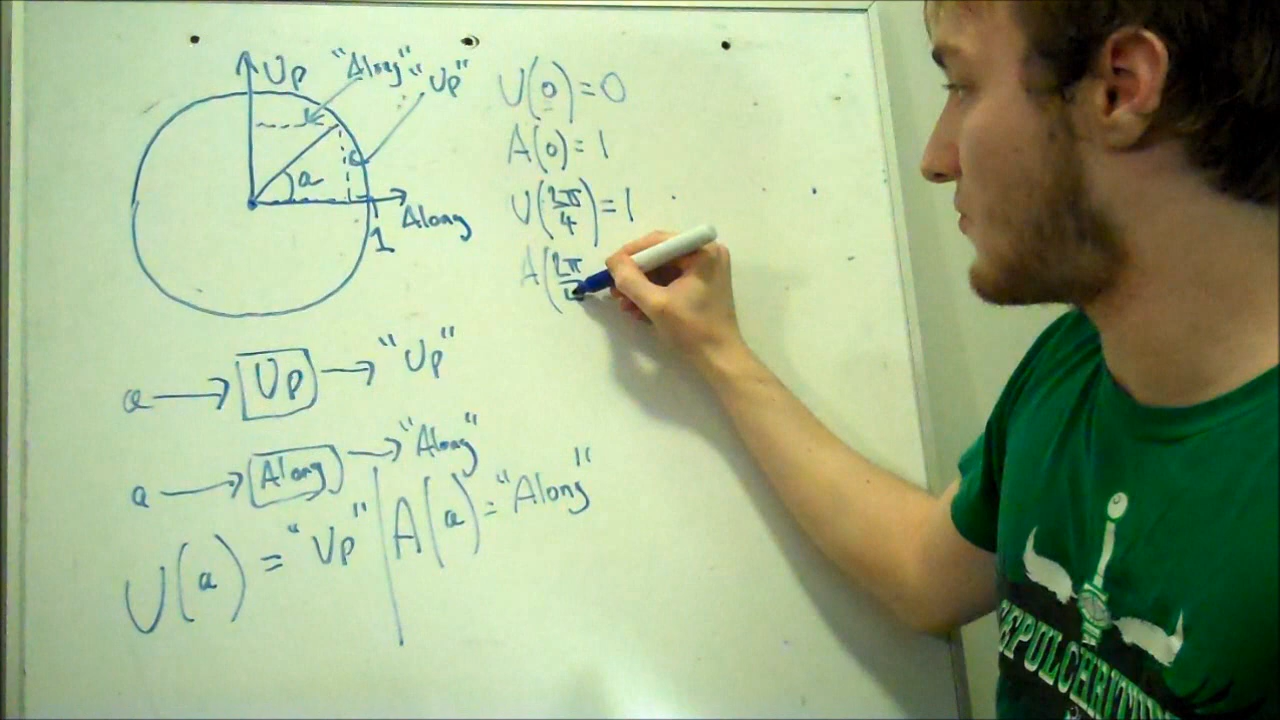 Up
"Along"
"Up"
a
Along
1
U(0)=0
A(0)=1
U(2π/4)=1
A(2π/
a → Up → "Up"
a → Along → "Along"
U(a) = "Up" | A(a) = "Along"
SEPULCHRITU